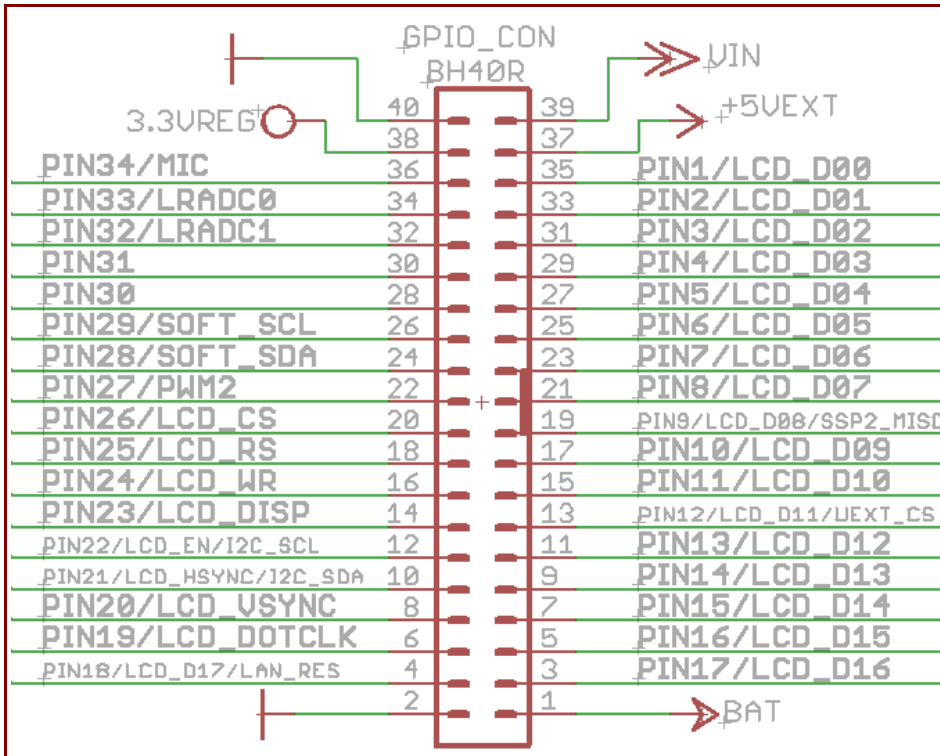 GPIO_CON
BH40R
VIN
40 39
3.3VREG +5VEXT
38 37
PIN34/MIC 36 35 PIN1/LCD_D00
PIN33/LRADC0 34 33 PIN2/LCD_D01
PIN32/LRADC1 32 31 PIN3/LCD_D02
PIN31 30 29 PIN4/LCD_D03
PIN30 28 27 PIN5/LCD_D04
PIN29/SOFT_SCL 26 25 PIN6/LCD_D05
PIN28/SOFT_SDA 24 23 PIN7/LCD_D06
PIN27/PWM2 22 21 PIN8/LCD_D07
PIN26/LCD_CS 20 19 PIN9/LCD_D08/SSP2_MISO
PIN25/LCD_RS 18 17 PIN10/LCD_D09
PIN24/LCD_WR 16 15 PIN11/LCD_D10
PIN23/LCD_DISP 14 13 PIN12/LCD_D11/UEXT_CS
PIN22/LCD_EN/I2C_SCL 12 11 PIN13/LCD_D12
PIN21/LCD_HSYNC/I2C_SDA 10 9 PIN14/LCD_D13
PIN20/LCD_VSYNC 8 7 PIN15/LCD_D14
PIN19/LCD_DOTCLK 6 5 PIN16/LCD_D15
PIN18/LCD_D17/LAN_RES 4 3 PIN17/LCD_D16
2 1 BAT